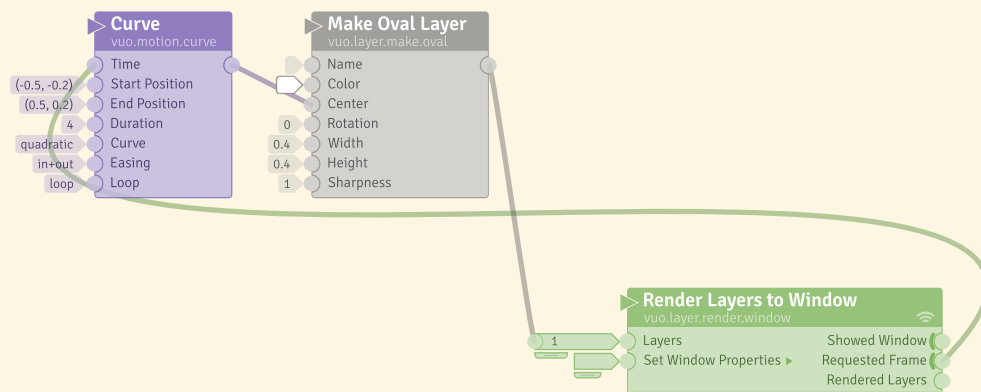 Curve
vuo.motion.curve
Time
(-0.5, -0.2) Start Position
(0.5, 0.2) End Position
4 Duration
quadratic Curve
in+out Easing
loop Loop
Make Oval Layer
vuo.layer.make.oval
Name
Color
Center
0 Rotation
0.4 Width
0.4 Height
1 Sharpness
Render Layers to Window
vuo.layer.render.window
1 Layers Showed Window
Set Window Properties Requested Frame
Rendered Layers